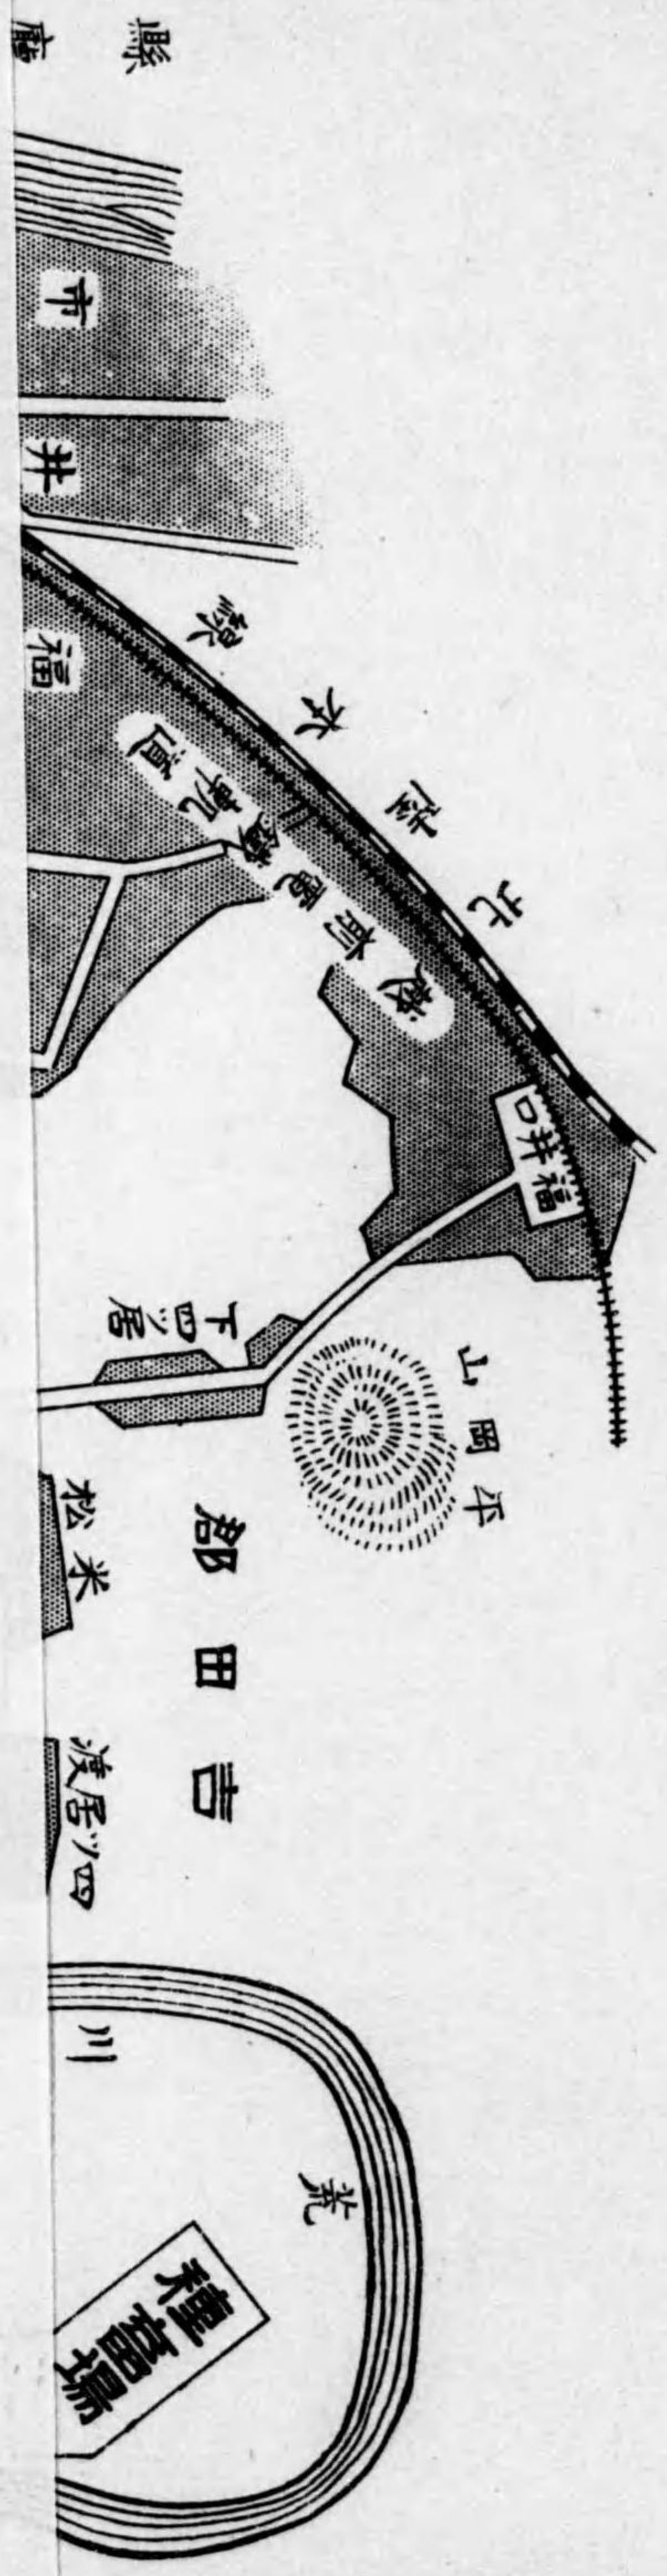 縣廳
福井市
北陸本線
越前電鐵軌道
福井口
下四ツ居
平岡山
吉田郡
米松
四ツ居渡
荒川
種畜場